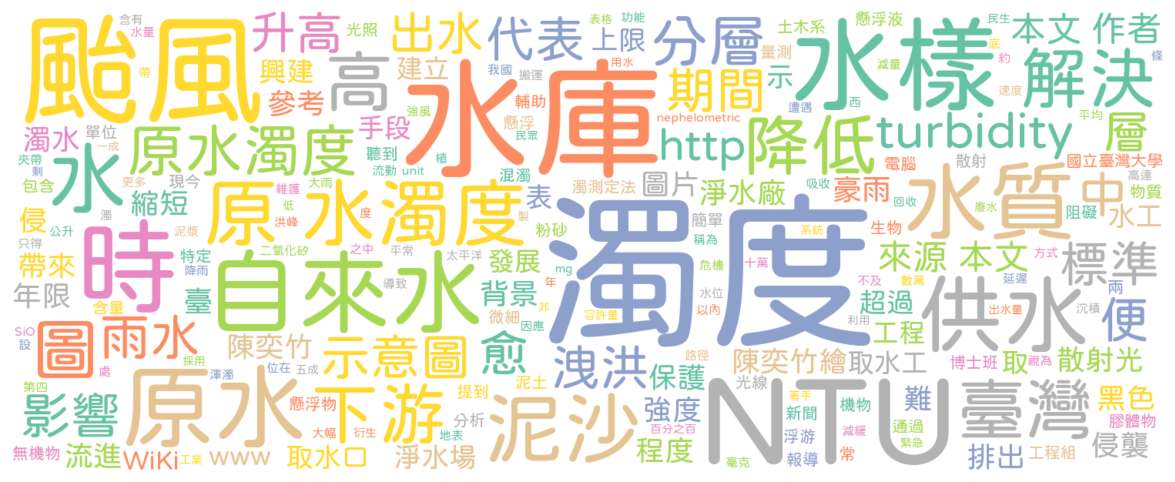 颱風
升高
光照
出水
代表
我國
搬運
上限
用水
分層
量測
土木系
示
懸浮液
功能
表格
減量
民生
底
約
本文
作者
條
含有
水量
帶
興建
參考
高
建立
強風
水庫
輔助
懸浮
民眾
期間
nephelometric
遭遇
西
水樣
速度
解決
平均
濁水
單位
一成
原水濁度
手段
聽到
流動
unit
植
混濁
http
降低
turbidity
層
夾帶
剩
包含
水
現今
更多
縮短
維護
低
大雨
洪峰
度
原水濁度
製
表
濁測定法
圖片
淨水廠
吸收
豪雨
電腦
回收
生物
散射
廢水
水質
中
國立臺灣大學
高達
物質
阻礙
水工
侵
公升
只得
濁
泥漿
帶來
年限
含量
時
特定
降雨
臺
二氧化矽
之中
導致
平常
自來水
太平洋
發展
粉砂
mg
背景
微細
年
非
因應
濁度
簡單
稱為
危機
水位
以內
容許量
十萬
系統
不及
數萬
利用
來源
本文
方式
延遲
超過
工程
供水
出水量
標準
沉積
兩
便
SiO
設
處
圖
雨水
採用
陳奕竹
位在
五成
示意圖
愈
洩洪
路徑
保護
陳奕竹繪
光線
取水工
博士班
視為
取
散射光
第四
影響
渾濁
原水
懸浮物
大幅
衍生
下游
提到
分析
地表
泥土
泥沙
強度
百分之百
程度
毫克
NTU
著手
新聞
浮游
報導
機物
減緩
常
難
通過
緊急
臺灣
黑色
膠體物
侵襲
無機物
流進
WiKi
工業
www
取水口
淨水場
排出
工程組